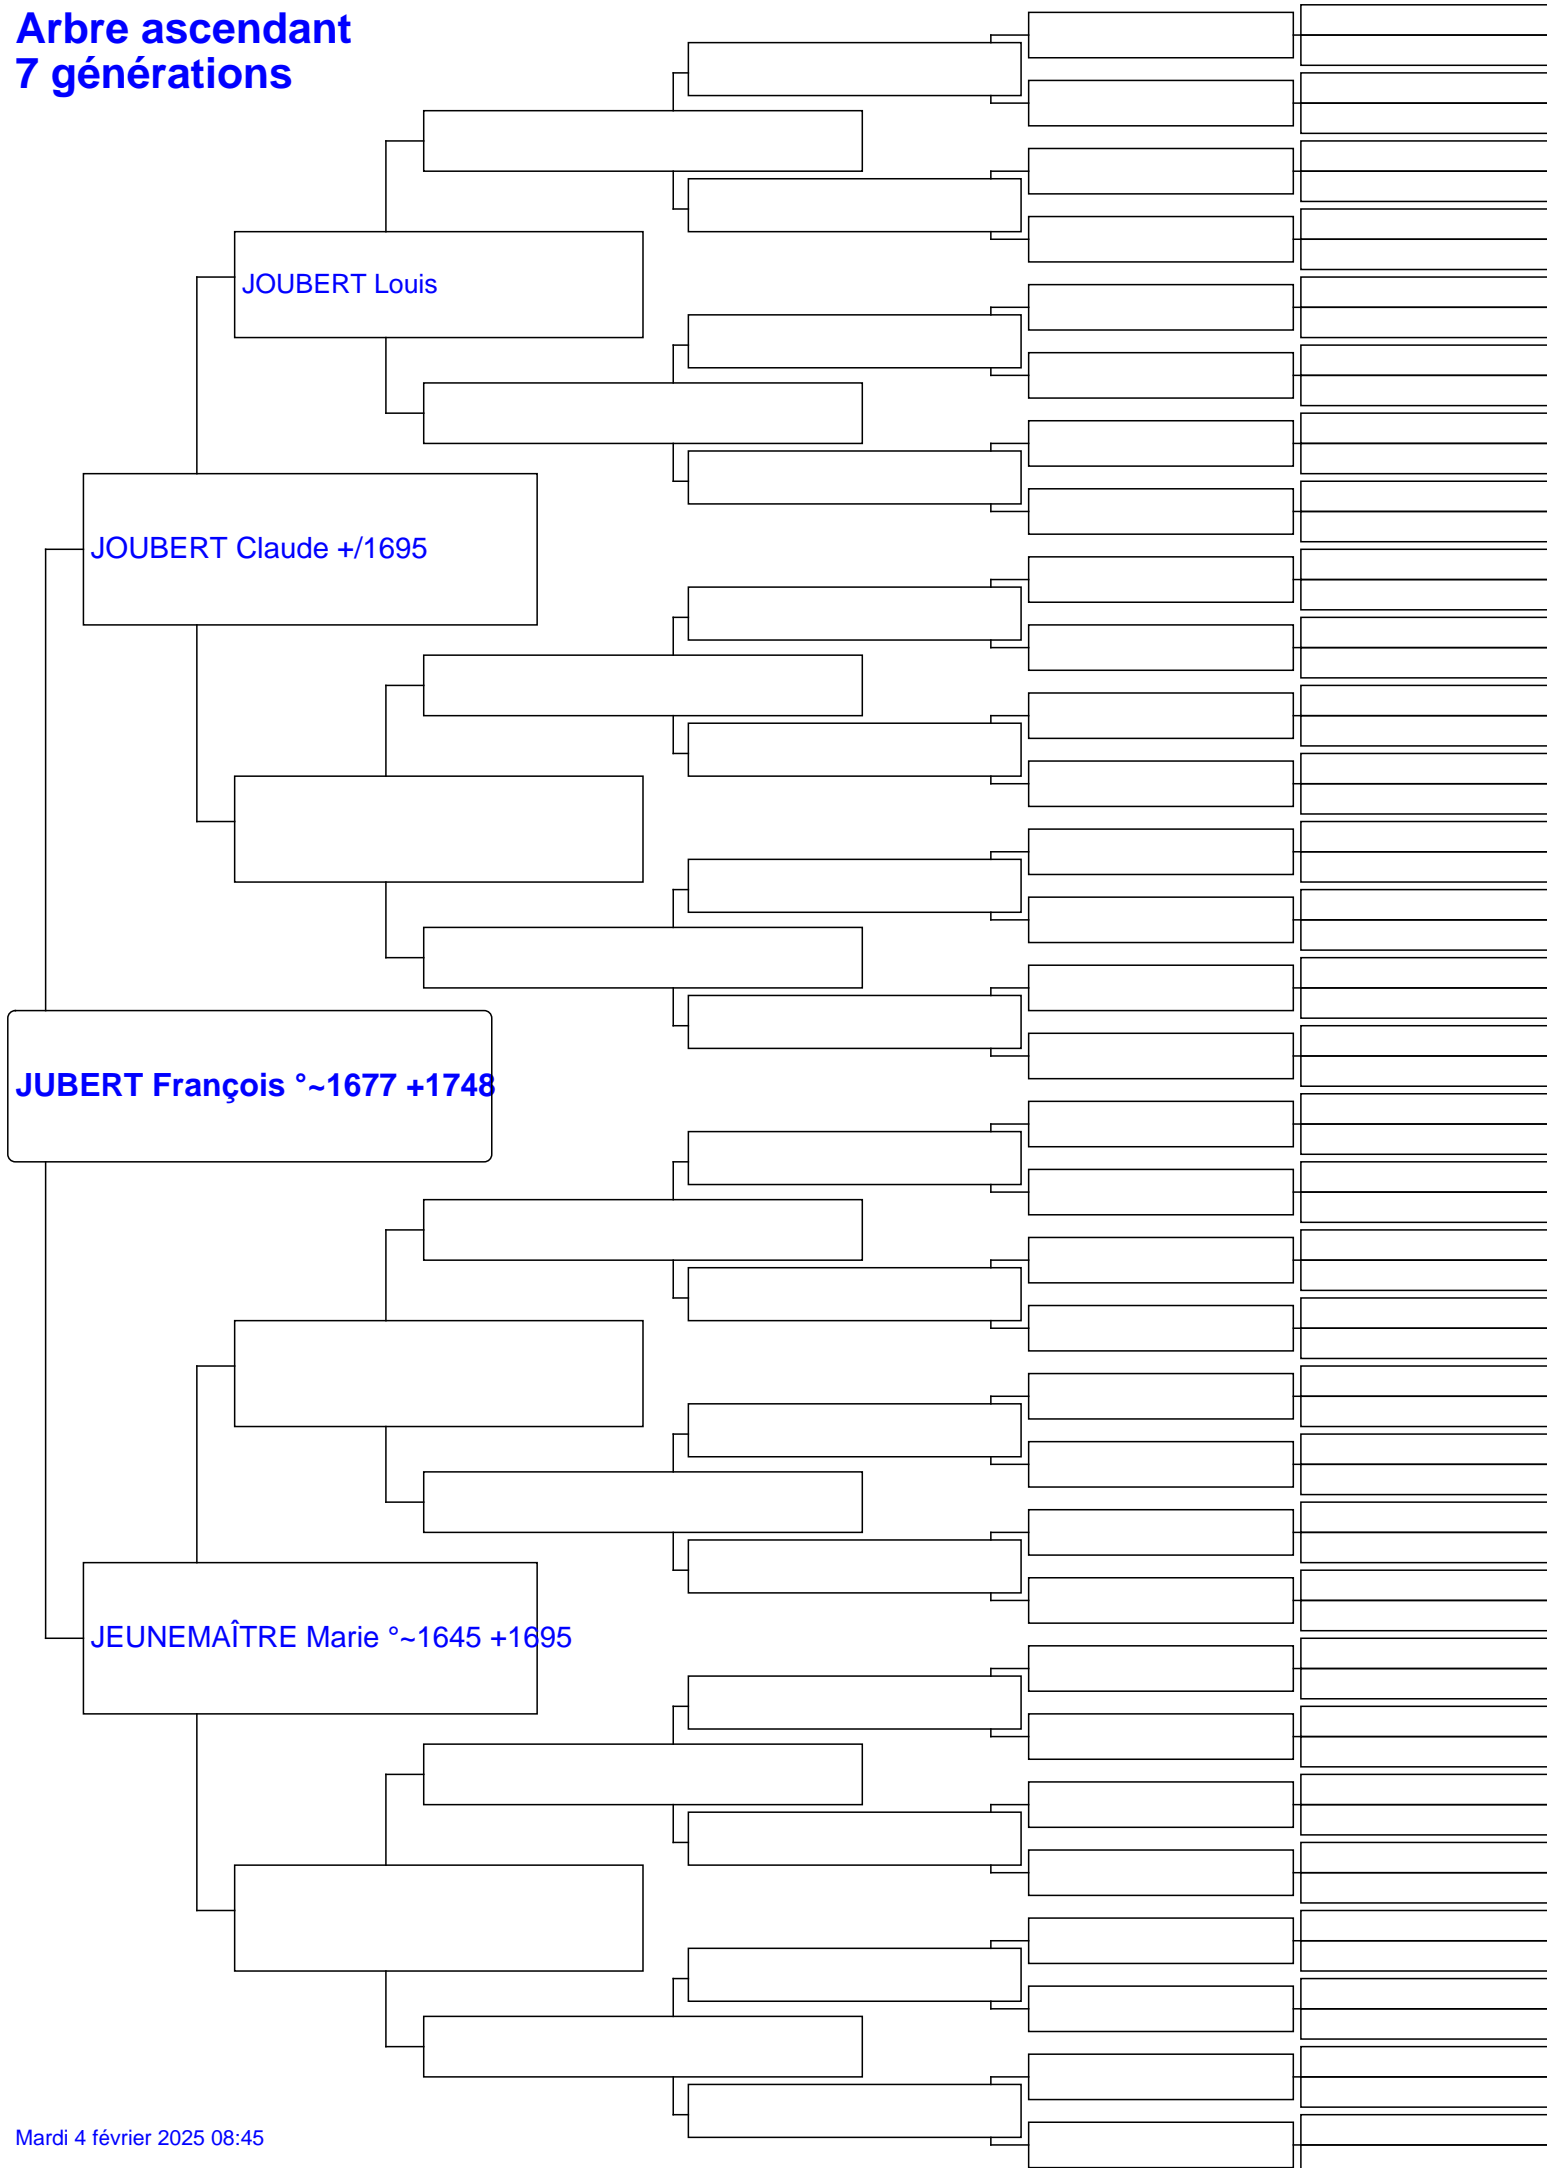 Arbre ascendant
7 générations
JOUBERT Louis
JOUBERT Claude +/1695
JUBERT François °~1677 +1748
JEUNEMAÎTRE Marie °~1645 +1695
Mardi 4 février 2025 08:45